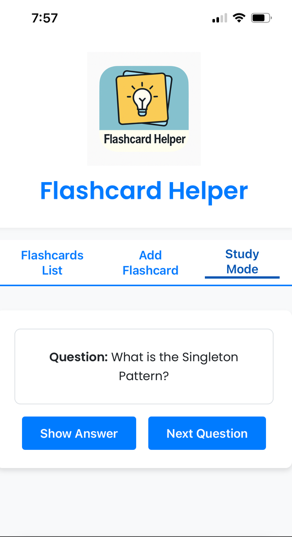 7:57
Flashcard Helper
Flashcard Helper
Flashcards
List
Add
Flashcard
Study
Mode
Question: What is the Singleton
Pattern?
Show Answer
Next Question